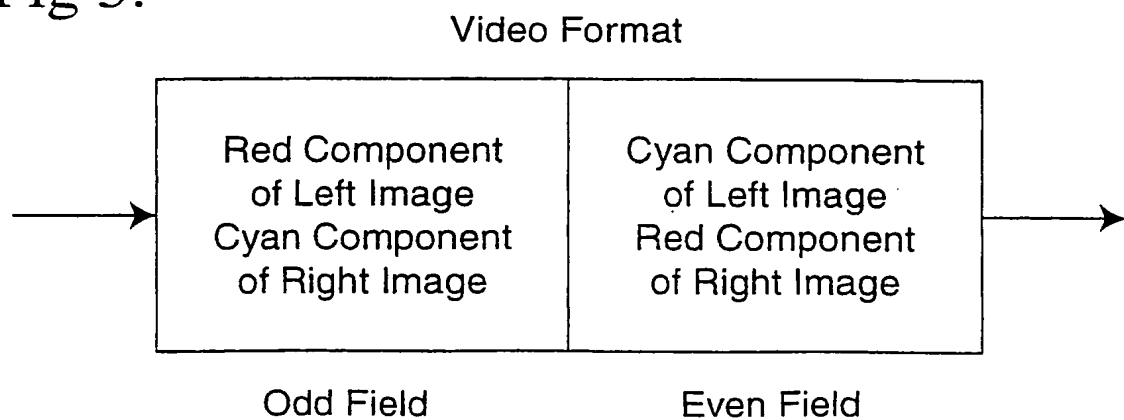 Fig 5.
Video Format
Red Component
of Left Image
Cyan Component
of Right Image
Cyan Component
of Left Image
Red Component
of Right Image
Odd Field
Even Field